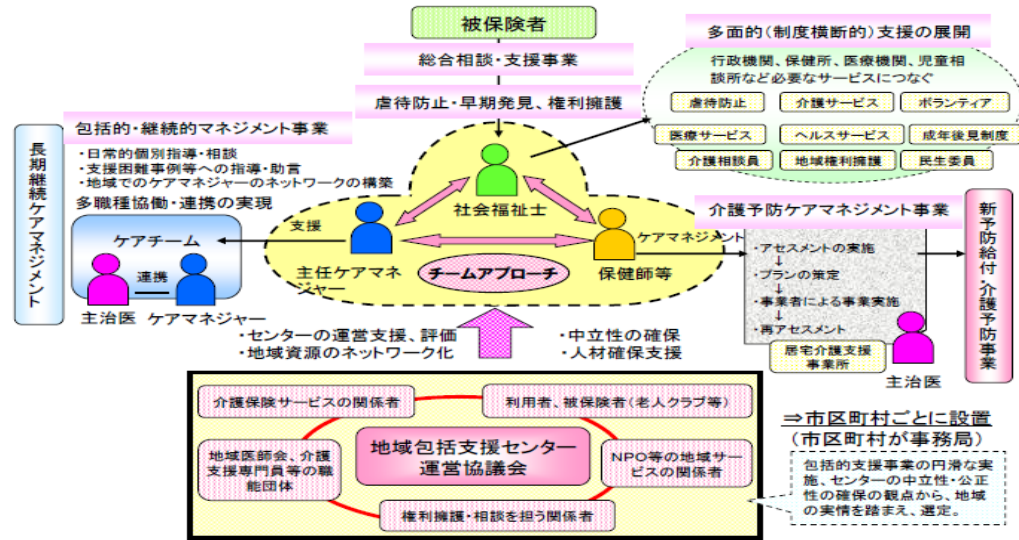 被保険者
総合相談・支援事業
虐待防止・早期発見、権利擁護
多面的(制度横断的)支援の展開
行政機関、保健所、医療機関、児童相
談所など必要なサービスにつなぐ
虐待防止
介護サービス
ボランティア
医療サービス
ヘルスサービス
成年後見制度
介護相談員
地域権利擁護
民生委員
長期継続ケアマネジメント
包括的・継続的マネジメント事業
・日常的個別指導・相談
・支援困難事例等への指導・助言
・地域でのケアマネジャーのネットワークの構築
多職種協働・連携の実現
ケアチーム
連携
主治医
ケアマネジャー
支援
社会福祉士
主任ケアマネ
ジャー
チームアプローチ
保健師等
ケアマネジメント
介護予防ケアマネジメント事業
・アセスメントの実施
↓
・プランの策定
↓
・事業者による事業実施
↓
・再アセスメント
居宅介護支援
事業所
主治医
新予防給付・介護予防事業
・センターの運営支援、評価
・地域資源のネットワーク化
・中立性の確保
・人材確保支援
介護保険サービスの関係者
利用者、被保険者(老人クラブ等)
地域医師会、介護
支援専門員等の職
能団体
地域包括支援センター
運営協議会
NPO等の地域サー
ビスの関係者
権利擁護・相談を担う関係者
⇒市区町村ごとに設置
(市区町村が事務局)
包括的支援事業の円滑な実
施、センターの中立性・公正
性の確保の観点から、地域
の実情を踏まえ、選定。